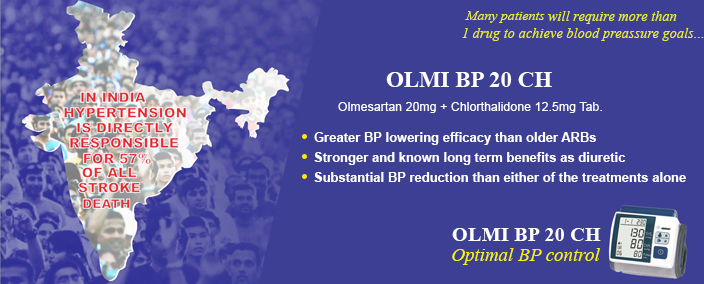 Many patients will require more than
1 drug to achieve blood preassure goals...
IN INDIA
HYPERTENSION
IS DIRECTLY
RESPONSIBLE
FOR 57%
OF ALL
STROKE
DEATH
OLMI BP 20 CH
Olmesartan 20mg + Chlorthalidone 12.5mg Tab.
• Greater BP lowering efficacy than older ARBs
• Stronger and known long term benefits as diuretic
• Substantial BP reduction than either of the treatments alone
OLMI BP 20 CH
Optimal BP control
130
80
80